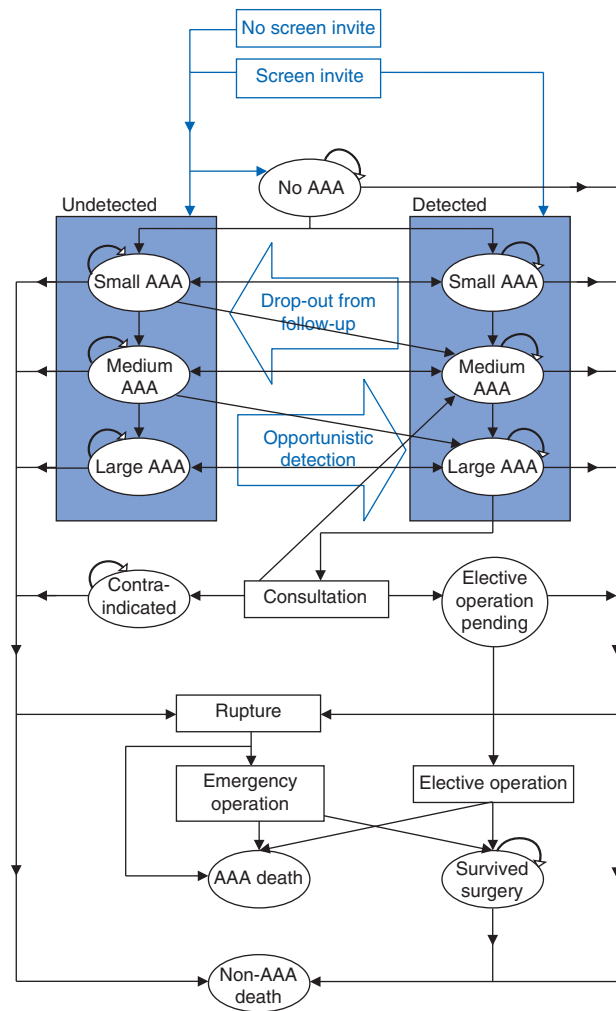 No screen invite
Screen invite
No AAA
Undetected
Detected
Small AAA
Small AAA
Drop-out from
follow-up
Medium
AAA
Medium
AAA
Opportunistic
detection
Large AAA
Large AAA
Contra-
indicated
Consultation
Elective
operation
pending
Rupture
Emergency
operation
Elective operation
AAA death
Survived
surgery
Non-AAA
death